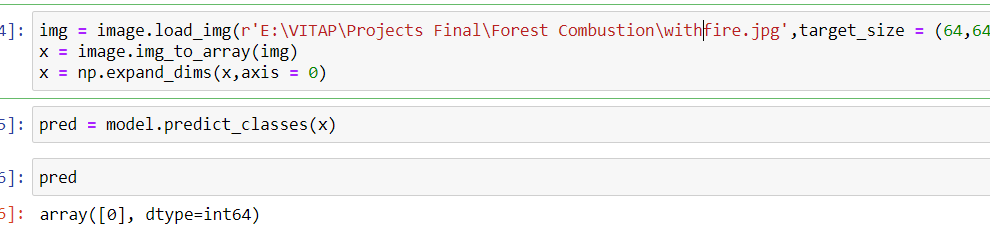 4]: img = image.load_img(r'E:\VITAP\Projects Final\Forest Combustion\withfire.jpg',target_size = (64,64
x = image.img_to_array(img)
x = np.expand_dims(x,axis = 0)
5]: pred = model.predict_classes(x)
6]: pred
6]: array([0], dtype=int64)